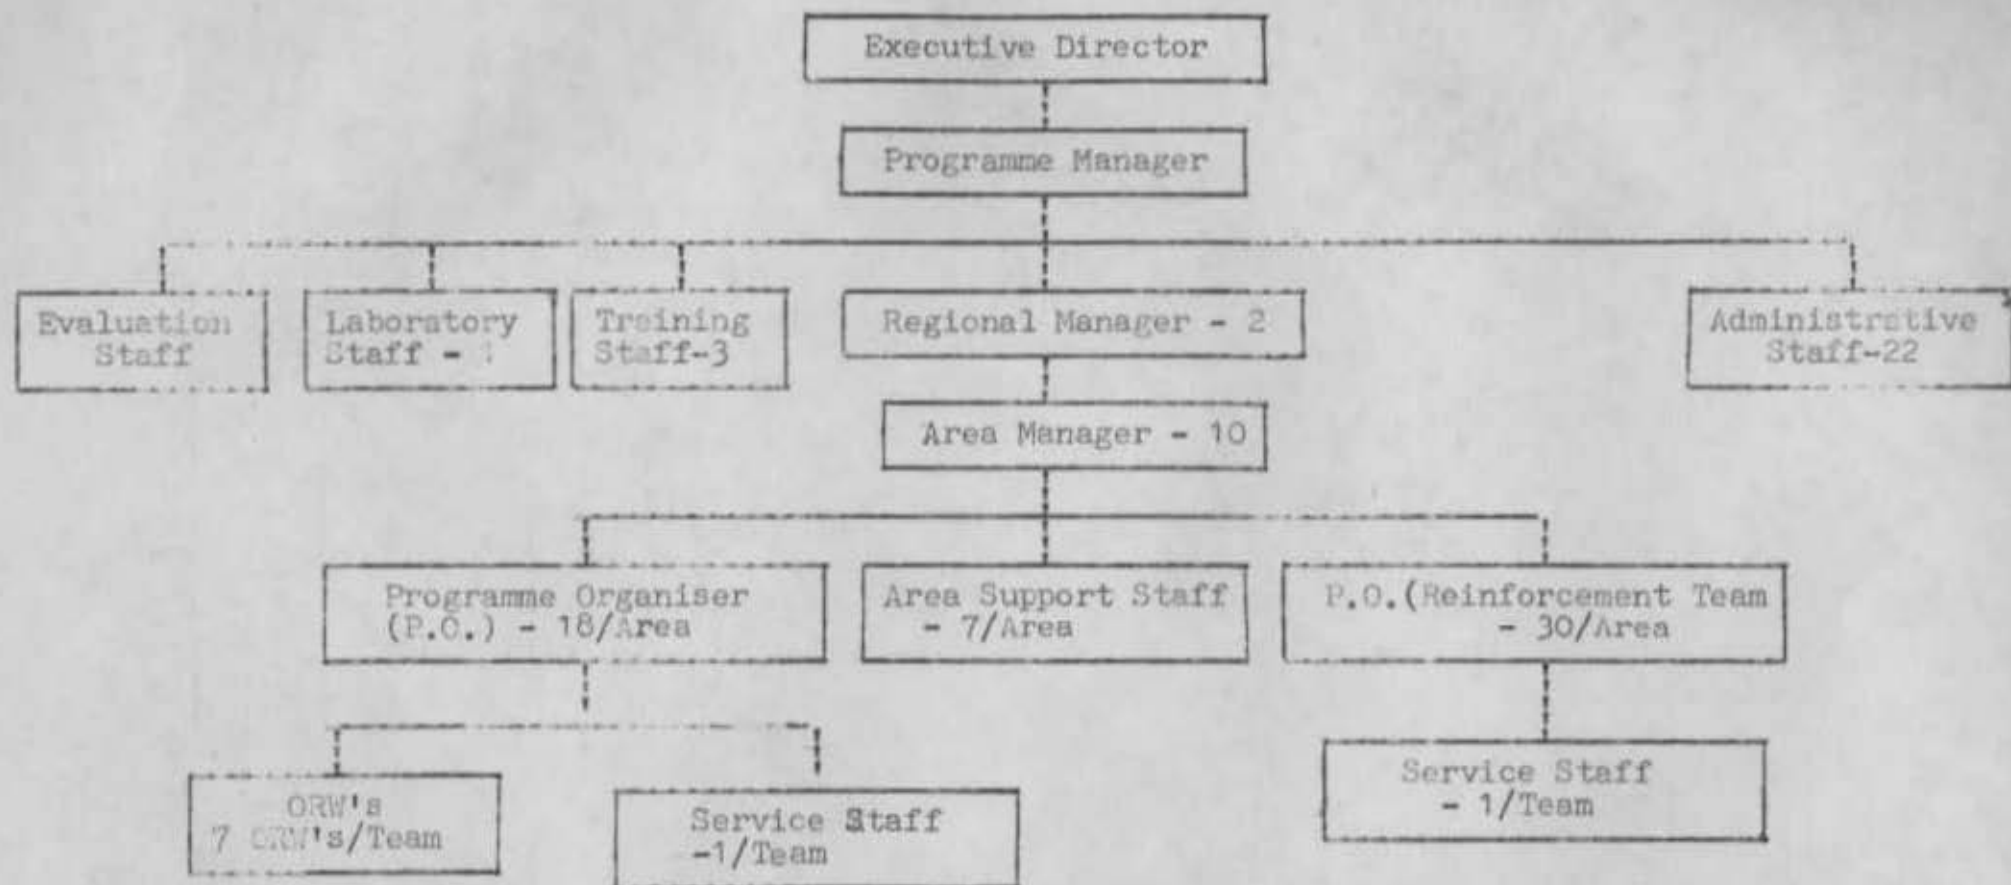 Executive Director
Programme Manager
Evaluation
Staff
Laboratory
Staff -
Training
Staff-3
Regional Manager - 2
Administrative
Staff-22
Area Manager - 10
Programme Organiser
(P.O.) - 18/Area
Area Support Staff
- 7/Area
P.O.(Reinforcement Team
- 30/Area
ORW's
7 ORW's/Team
Service Staff
-1/Team
Service Staff
- 1/Team